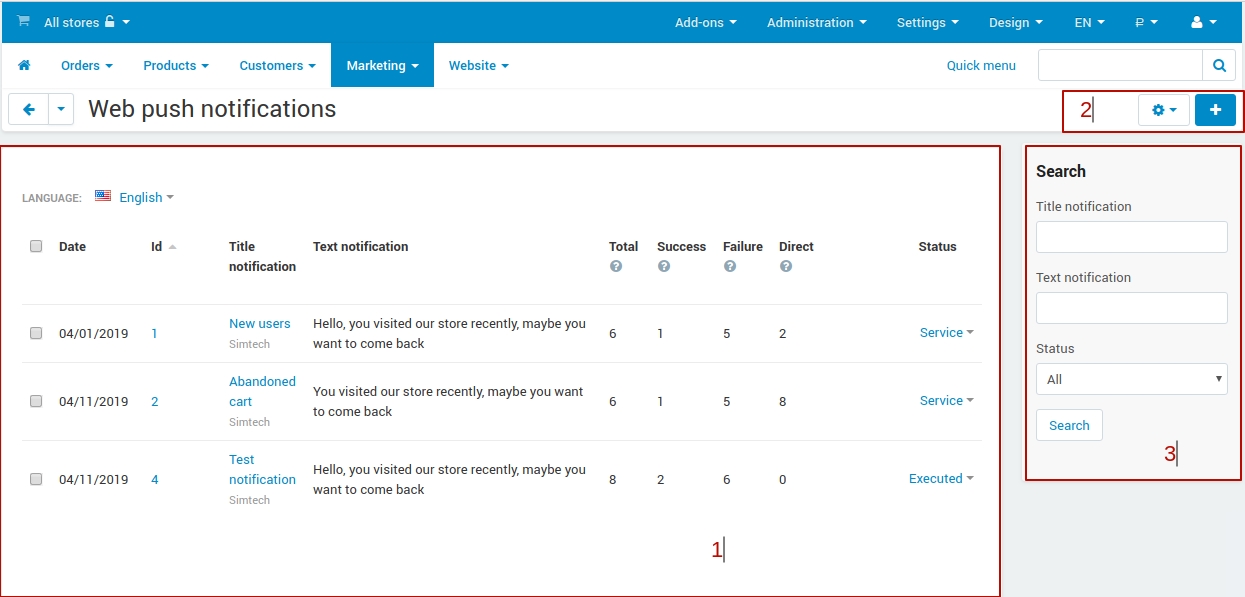 All stores Add-ons Administration Settings Design EN ₽
Orders Products Customers Marketing Website Quick menu
Web push notifications 2
LANGUAGE: English
Date Id Title notification Text notification Total Success Failure Direct Status
04/01/2019 1 New users Hello, you visited our store recently, maybe you want to come back 6 1 5 2 Service
Simtech
04/11/2019 2 Abandoned cart You visited our store recently, maybe you want to come back 6 1 5 8 Service
Simtech
04/11/2019 4 Test notification Hello, you visited our store recently, maybe you want to come back 8 2 6 0 Executed
Simtech
1
Search
Title notification
Text notification
Status
All
Search
3